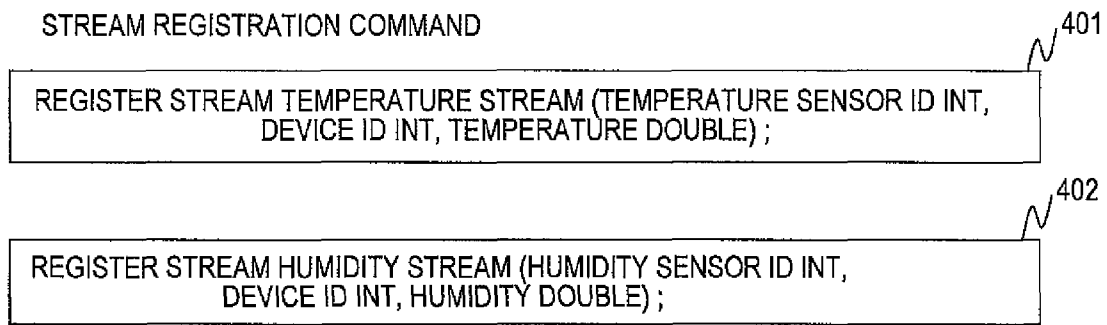 STREAM REGISTRATION COMMAND
401
REGISTER STREAM TEMPERATURE STREAM (TEMPERATURE SENSOR ID INT,
DEVICE ID INT, TEMPERATURE DOUBLE) ;
402
REGISTER STREAM HUMIDITY STREAM (HUMIDITY SENSOR ID INT,
DEVICE ID INT, HUMIDITY DOUBLE) ;